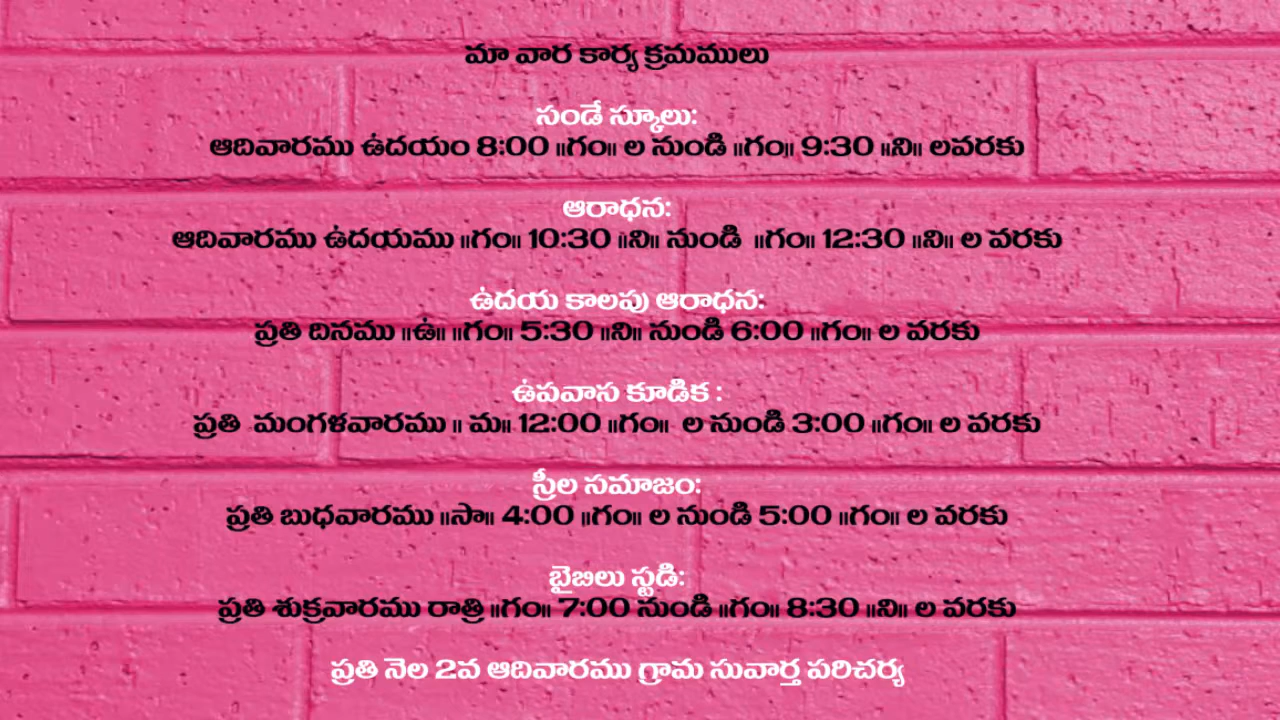 మా వార కార్య క్రమములు
సండే స్కూలు:
ఆదివారము ఉదయం 8:00 ॥గం॥ ల నుండి ॥గం॥ 9:30 ॥ని॥ లవరకు
ఆరాధన:
ఆదివారము ఉదయము ॥గం॥ 10:30 ॥ని॥ నుండి ॥గం॥ 12:30 ॥ని॥ ల వరకు
ఉదయ కాలపు ఆరాధన:
ప్రతి దినము ॥ఉ॥ ॥గం॥ 5:30 ॥ని॥ నుండి 6:00 ॥గం॥ ల వరకు
ఉపవాస కూడిక :
ప్రతి మంగళవారము ॥ మ॥ 12:00 ॥గం॥ ల నుండి 3:00 ॥గం॥ ల వరకు
స్రీల సమాజం:
ప్రతి బుధవారము ॥సా॥ 4:00 ॥గం॥ ల నుండి 5:00 ॥గం॥ ల వరకు
బైబిలు స్టడి:
ప్రతి శుక్రవారము రాత్రి ॥గం॥ 7:00 నుండి ॥గం॥ 8:30 ॥ని॥ ల వరకు
ప్రతి నెల 2వ ఆదివారము గ్రామ సువార్త పరిచర్య